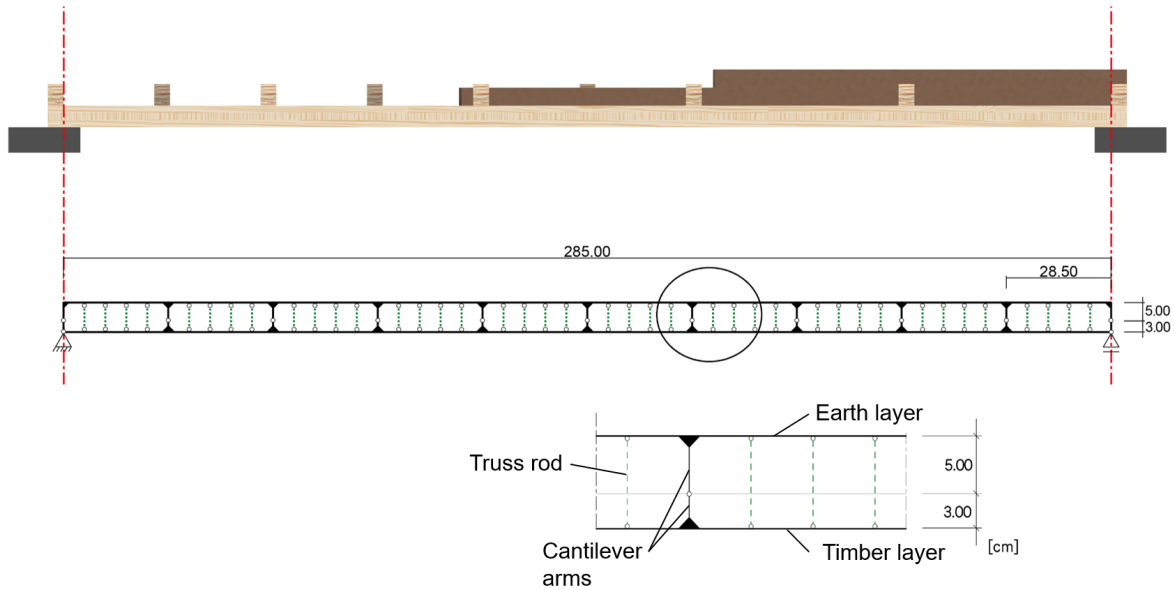 285.00
28.50
5.00
3.00
Earth layer
Truss rod
5.00
3.00
Cantilever
arms
Timber layer
[cm]